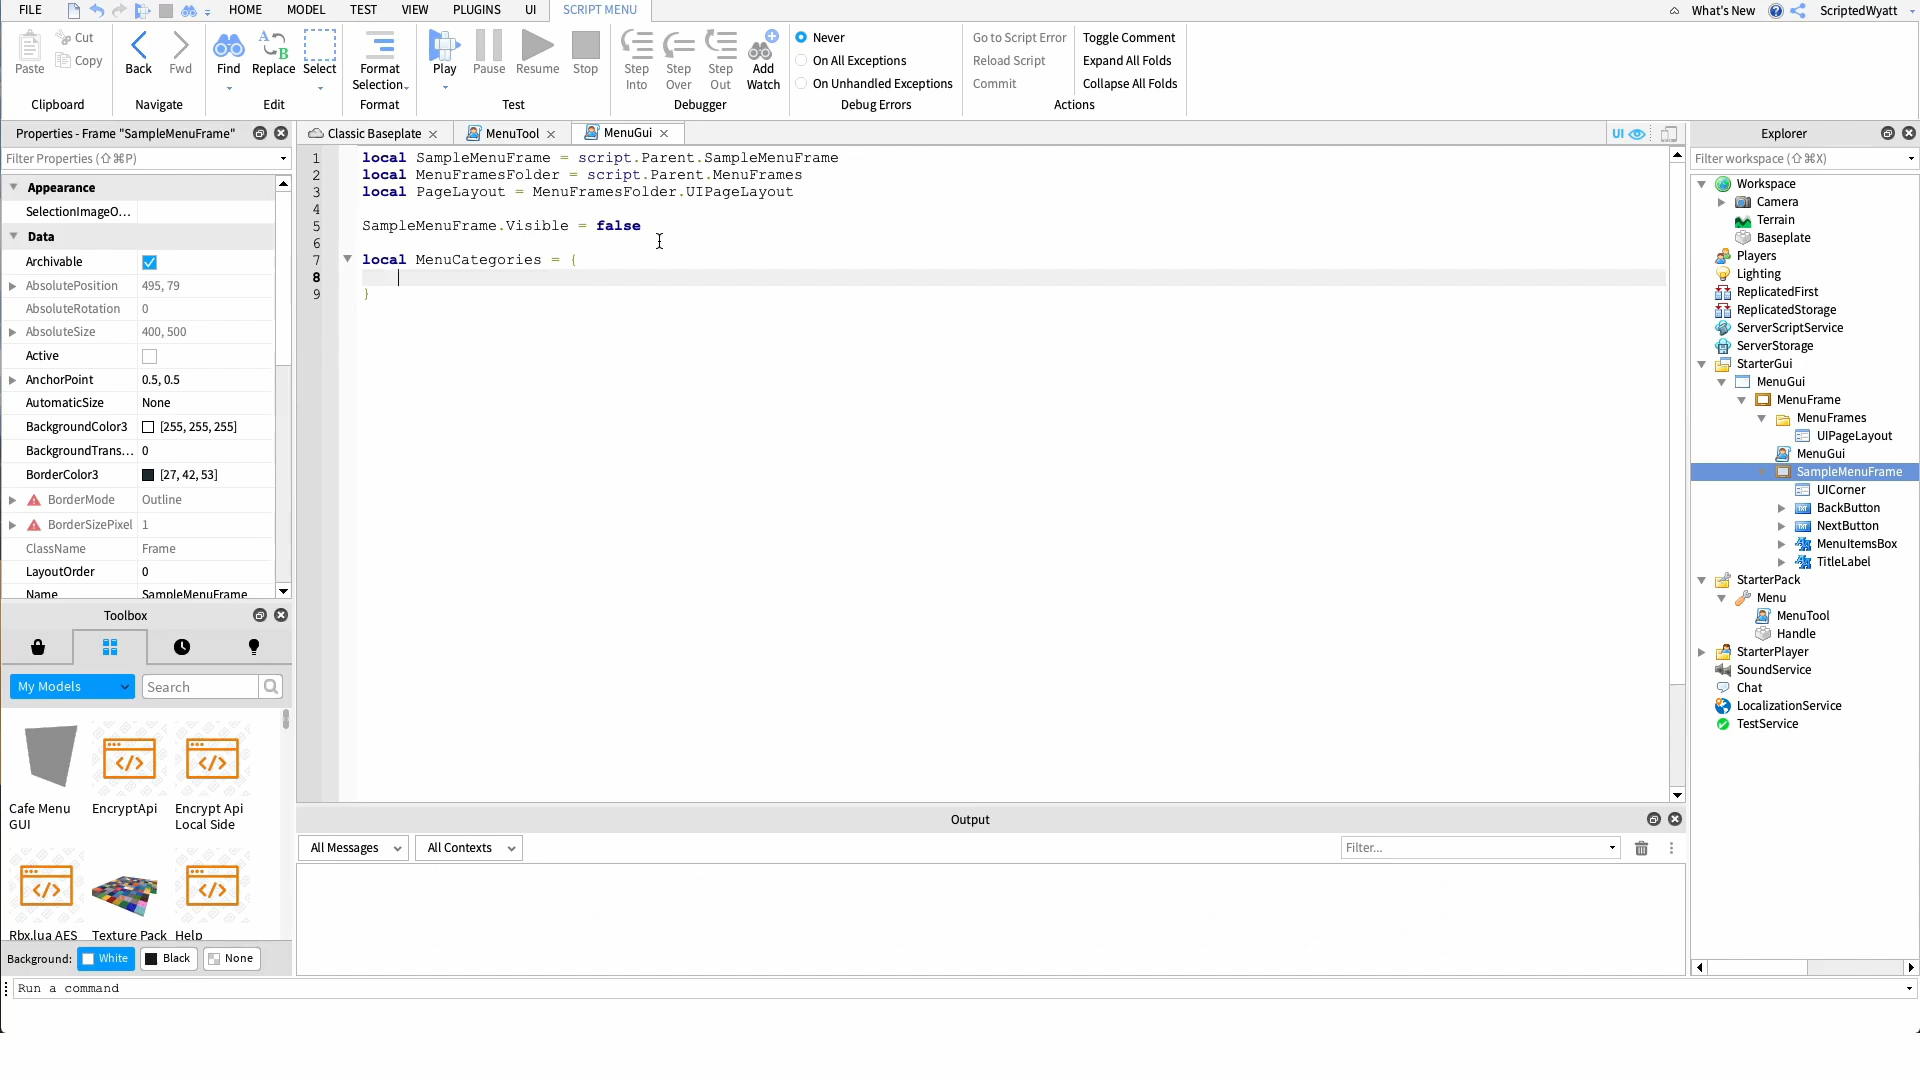 FILE HOME MODEL TEST VIEW PLUGINS UI SCRIPT MENU What's New ScriptedWyatt
Paste Cut Copy
Clipboard
Back Fwd
Navigate
Find Replace Select
Edit
Format Selection
Format
Play Pause Resume Stop
Test
Step Into Step Over Step Out Add Watch
Debugger
Never
On All Exceptions
On Unhandled Exceptions
Debug Errors
Go to Script Error
Reload Script
Commit
Toggle Comment
Expand All Folds
Collapse All Folds
Actions
Properties - Frame "SampleMenuFrame"
Filter Properties (⇧⌘P)
Appearance
SelectionImageO...
Data
Archivable
AbsolutePosition 495, 79
AbsoluteRotation 0
AbsoluteSize 400, 500
Active
AnchorPoint 0.5, 0.5
AutomaticSize None
BackgroundColor3 [255, 255, 255]
BackgroundTrans... 0
BorderColor3 [27, 42, 53]
BorderMode Outline
BorderSizePixel 1
ClassName Frame
LayoutOrder 0
Name SampleMenuFrame
Toolbox
My Models Search
Cafe Menu GUI
EncryptApi
Encrypt Api Local Side
Rbx.lua AES Texture Pack Help
Background: White Black None
Classic Baseplate MenuTool MenuGui UI
1 local SampleMenuFrame = script.Parent.SampleMenuFrame
2 local MenuFramesFolder = script.Parent.MenuFrames
3 local PageLayout = MenuFramesFolder.UIPageLayout
4
5 SampleMenuFrame.Visible = false
6
7 local MenuCategories = {
8
9 }
Output
All Messages All Contexts Filter...
Run a command
Explorer
Filter workspace (⇧⌘X)
Workspace
Camera
Terrain
Baseplate
Players
Lighting
ReplicatedFirst
ReplicatedStorage
ServerScriptService
ServerStorage
StarterGui
MenuGui
MenuFrame
MenuFrames
UIPageLayout
MenuGui
SampleMenuFrame
UICorner
BackButton
NextButton
MenuItemsBox
TitleLabel
StarterPack
Menu
MenuTool
Handle
StarterPlayer
SoundService
Chat
LocalizationService
TestService